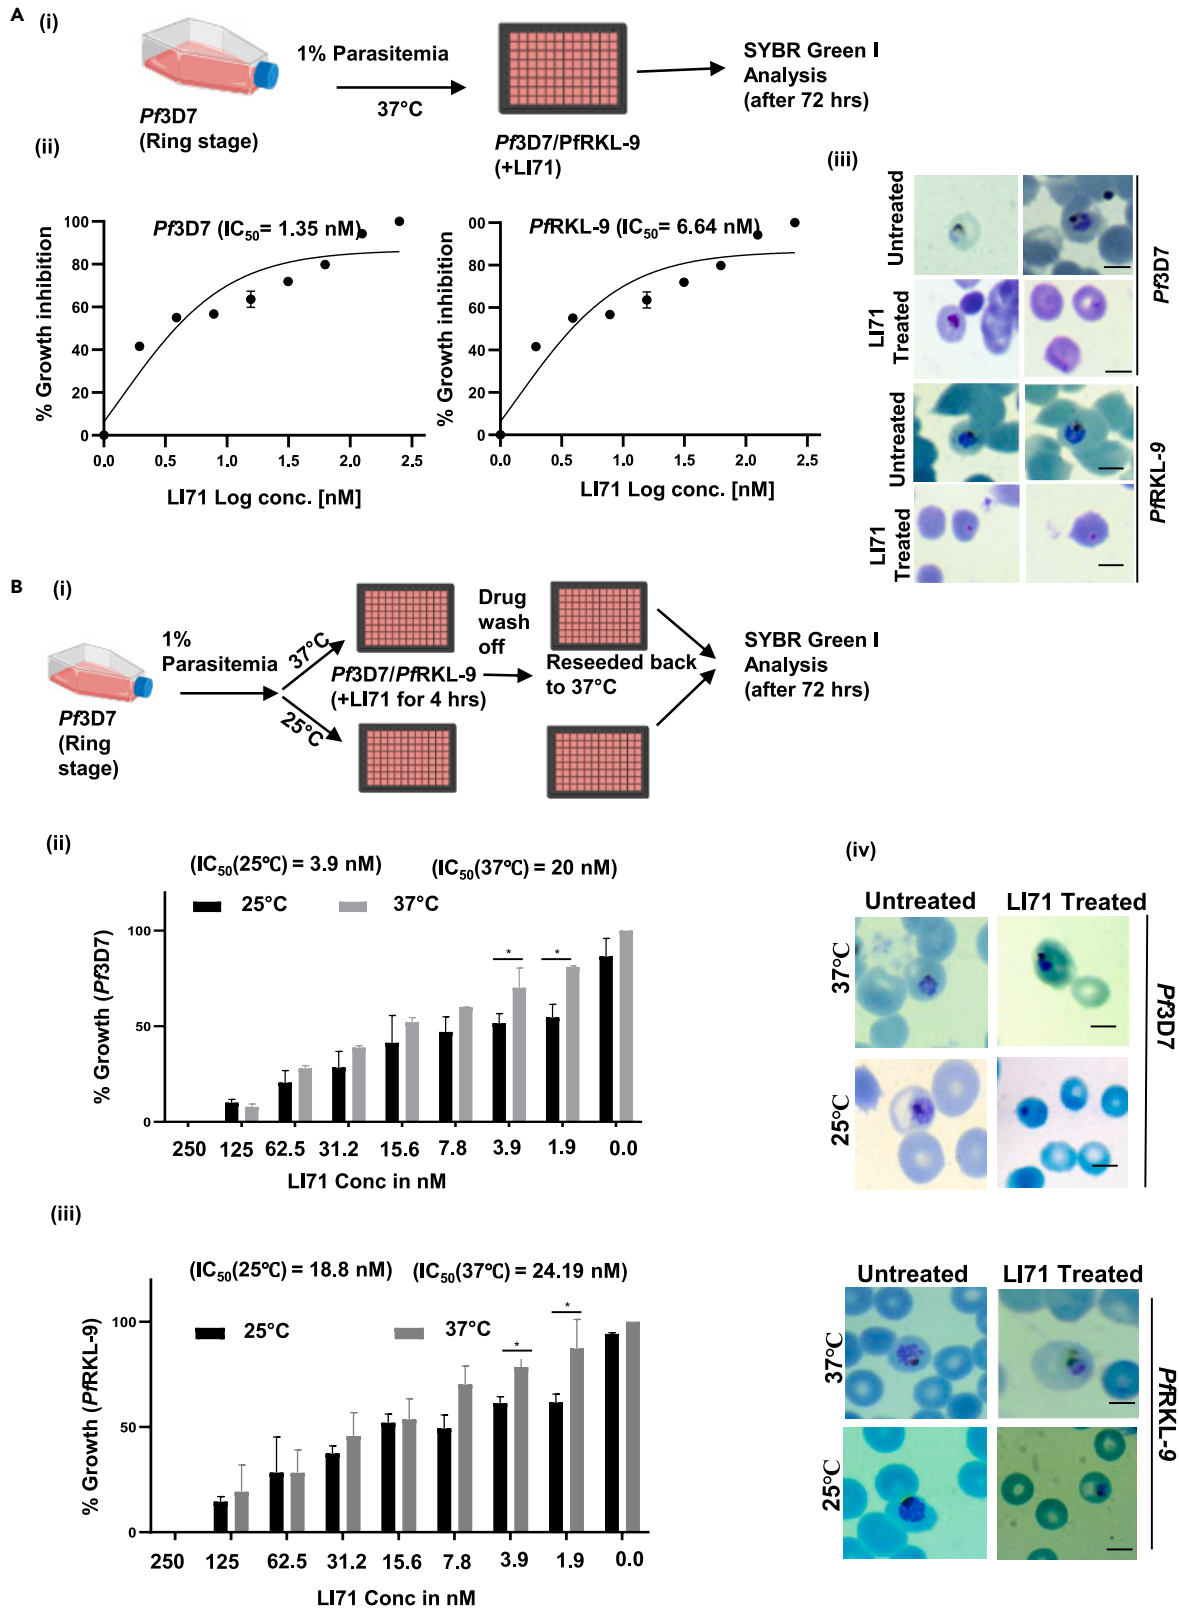 A
(i)
1% Parasitemia
37°C
Pf3D7
(Ring stage)
Pf3D7/PfRKL-9
(+LI71)
SYBR Green I
Analysis
(after 72 hrs)
(ii)
Pf3D7 (IC50= 1.35 nM)
% Growth inhibition
100
80
60
40
20
0
0.0 0.5 1.0 1.5 2.0 2.5
LI71 Log conc. [nM]
PfRKL-9 (IC50= 6.64 nM)
% Growth inhibition
00
80
60
40
20
0
0.0 0.5 1.0 1.5 2.0 2.5
LI71 Log conc. [nM]
(iii)
Untreated
LI71
Treated
Pf3D7
Untreated
LI71
Treated
PfRKL-9
B
(i)
Pf3D7
(Ring
stage)
1%
Parasitemia
37°C
25°C
Pf3D7/PfRKL-9
(+LI71 for 4 hrs)
Drug
wash
off
Reseeded back
to 37°C
SYBR Green I
Analysis
(after 72 hrs)
(ii)
(IC50(25℃) = 3.9 nM) (IC50(37℃) = 20 nM)
25°C 37°C
% Growth (Pf3D7)
100
50
0
* *
250 125 62.5 31.2 15.6 7.8 3.9 1.9 0.0
LI71 Conc in nM
(iii)
(IC50(25℃) = 18.8 nM) (IC50(37℃) = 24.19 nM)
25°C 37°C
% Growth (PfRKL-9)
100
50
0
* *
250 125 62.5 31.2 15.6 7.8 3.9 1.9 0.0
LI71 Conc in nM
(iv)
Untreated LI71 Treated
37°C
25°C
Pf3D7
Untreated LI71 Treated
37°C
25°C
PfRKL-9